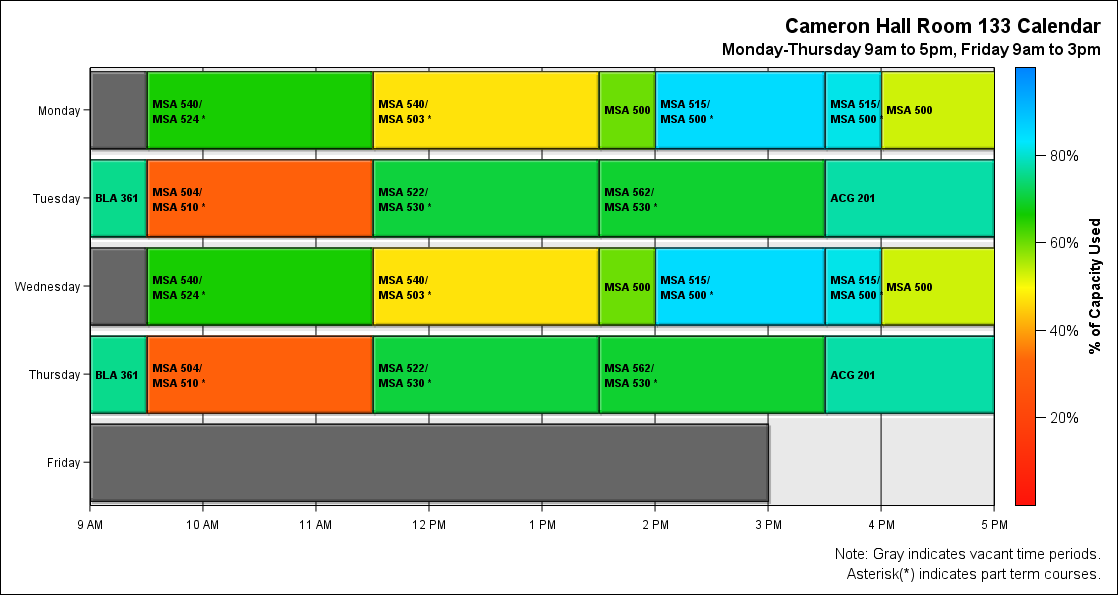 Cameron Hall Room 133 Calendar
Monday-Thursday 9am to 5pm, Friday 9am to 3pm
Monday
MSA 540/
MSA 524 *
MSA 540/
MSA 503 *
MSA 500
MSA 515/
MSA 500 *
MSA 515/
MSA 500 *
MSA 500
Tuesday
BLA 361
MSA 504/
MSA 510 *
MSA 522/
MSA 530 *
MSA 562/
MSA 530 *
ACG 201
Wednesday
MSA 540/
MSA 524 *
MSA 540/
MSA 503 *
MSA 500
MSA 515/
MSA 500 *
MSA 515/
MSA 500 *
MSA 500
Thursday
BLA 361
MSA 504/
MSA 510 *
MSA 522/
MSA 530 *
MSA 562/
MSA 530 *
ACG 201
Friday
9 AM
10 AM
11 AM
12 PM
1 PM
2 PM
3 PM
4 PM
5 PM
80%
60%
40%
20%
% of Capacity Used
Note: Gray indicates vacant time periods.
Asterisk(*) indicates part term courses.